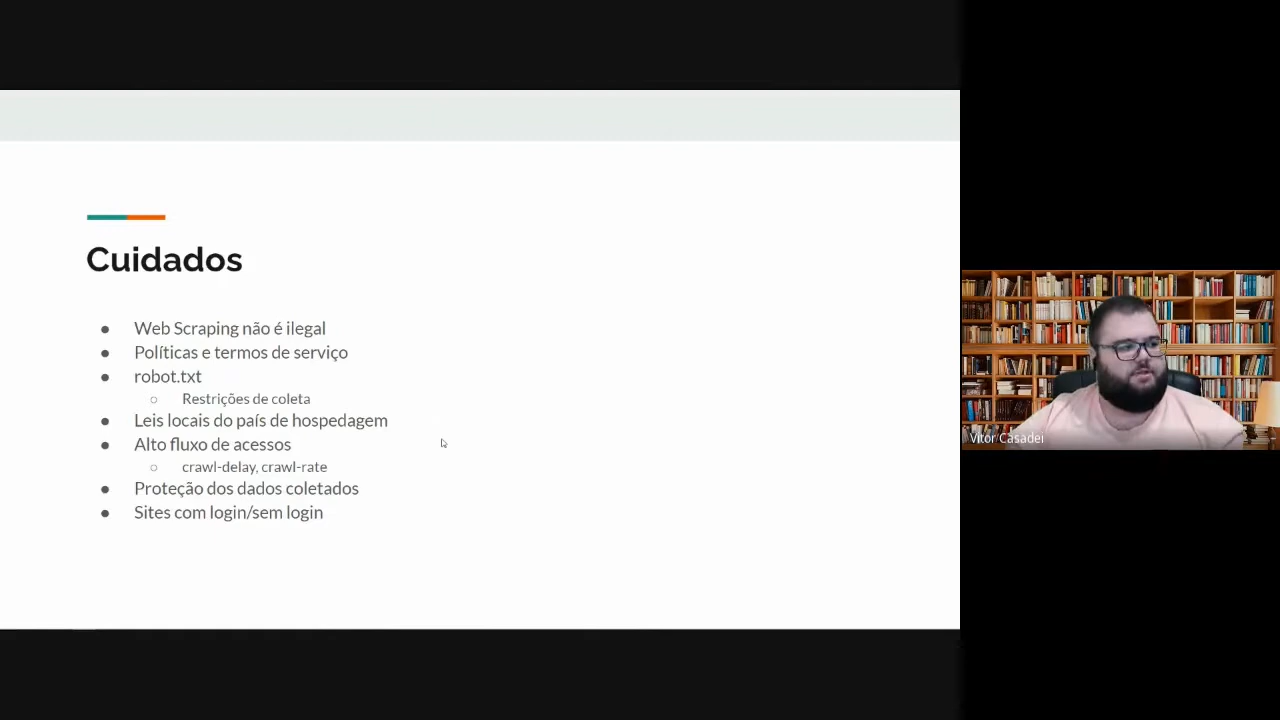 Cuidados
● Web Scraping não é ilegal
● Políticas e termos de serviço
● robot.txt
○ Restrições de coleta
● Leis locais do país de hospedagem
● Alto fluxo de acessos
○ crawl-delay, crawl-rate
● Proteção dos dados coletados
● Sites com login/sem login
Vitor Casadei